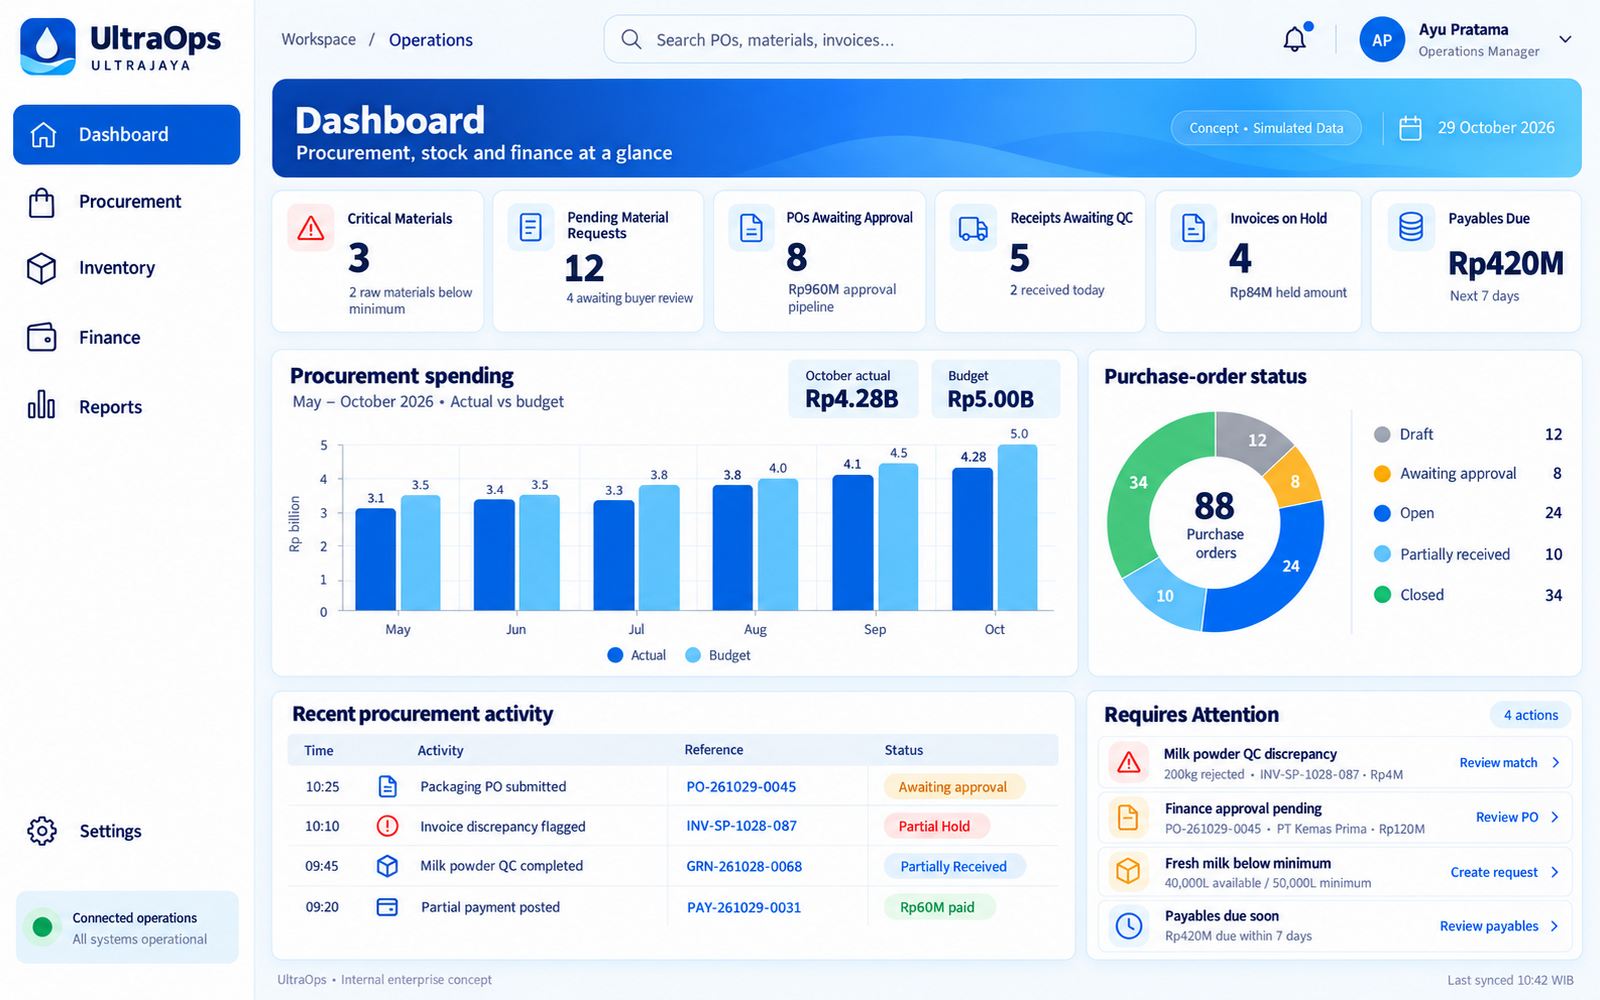 UltraOps
ULTRAJAYA
Dashboard
Procurement
Inventory
Finance
Reports
Settings
Connected operations
All systems operational
Workspace / Operations
Search POs, materials, invoices...
AP
Ayu Pratama
Operations Manager
Dashboard
Procurement, stock and finance at a glance
Concept • Simulated Data
29 October 2026
Critical Materials
3
2 raw materials below
minimum
Pending Material
Requests
12
4 awaiting buyer review
POs Awaiting Approval
8
Rp960M approval
pipeline
Receipts Awaiting QC
5
2 received today
Invoices on Hold
4
Rp84M held amount
Payables Due
Rp420M
Next 7 days
Procurement spending
May – October 2026 • Actual vs budget
October actual
Rp4.28B
Budget
Rp5.00B
Rp billion
5
4
3
2
1
0
3.1
3.5
3.4
3.5
3.3
3.8
3.8
4.0
4.1
4.5
4.28
5.0
May
Jun
Jul
Aug
Sep
Oct
Actual
Budget
Purchase-order status
12
8
24
10
34
88
Purchase
orders
Draft 12
Awaiting approval 8
Open 24
Partially received 10
Closed 34
Recent procurement activity
Time Activity Reference Status
10:25 Packaging PO submitted PO-261029-0045 Awaiting approval
10:10 Invoice discrepancy flagged INV-SP-1028-087 Partial Hold
09:45 Milk powder QC completed GRN-261028-0068 Partially Received
09:20 Partial payment posted PAY-261029-0031 Rp60M paid
Requires Attention
4 actions
Milk powder QC discrepancy
200kg rejected • INV-SP-1028-087 • Rp4M
Review match
Finance approval pending
PO-261029-0045 • PT Kemas Prima • Rp120M
Review PO
Fresh milk below minimum
40,000L available / 50,000L minimum
Create request
Payables due soon
Rp420M due within 7 days
Review payables
UltraOps • Internal enterprise concept
Last synced 10:42 WIB